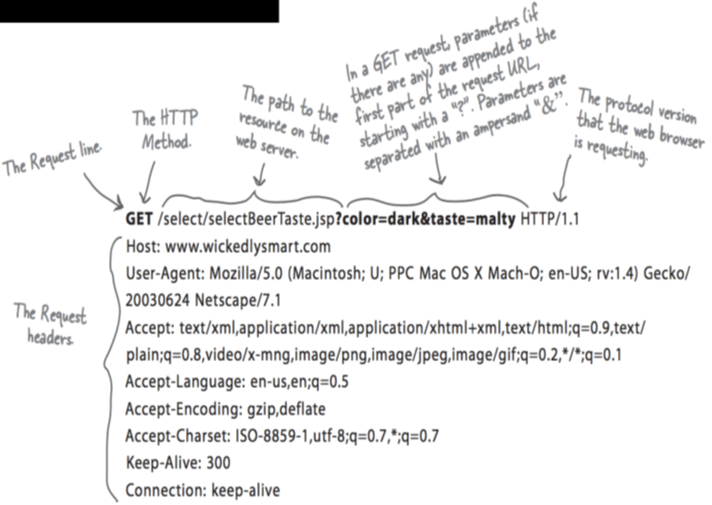 In a GET request, parameters (if
there are any) are appended to the
first part of the request URL,
starting with a "?". Parameters are
separated with an ampersand "&".
The path to the
resource on the
web server.
The HTTP
Method.
The protocol version
that the web browser
is requesting.
The Request line.
GET /select/selectBeerTaste.jsp?color=dark&taste=malty HTTP/1.1
Host: www.wickedlysmart.com
User-Agent: Mozilla/5.0 (Macintosh; U; PPC Mac OS X Mach-O; en-US; rv:1.4) Gecko/
20030624 Netscape/7.1
The Request
headers.
Accept: text/xml,application/xml,application/xhtml+xml,text/html;q=0.9,text/
plain;q=0.8,video/x-mng,image/png,image/jpeg,image/gif;q=0.2,*/*;q=0.1
Accept-Language: en-us,en;q=0.5
Accept-Encoding: gzip,deflate
Accept-Charset: ISO-8859-1,utf-8;q=0.7,*;q=0.7
Keep-Alive: 300
Connection: keep-alive